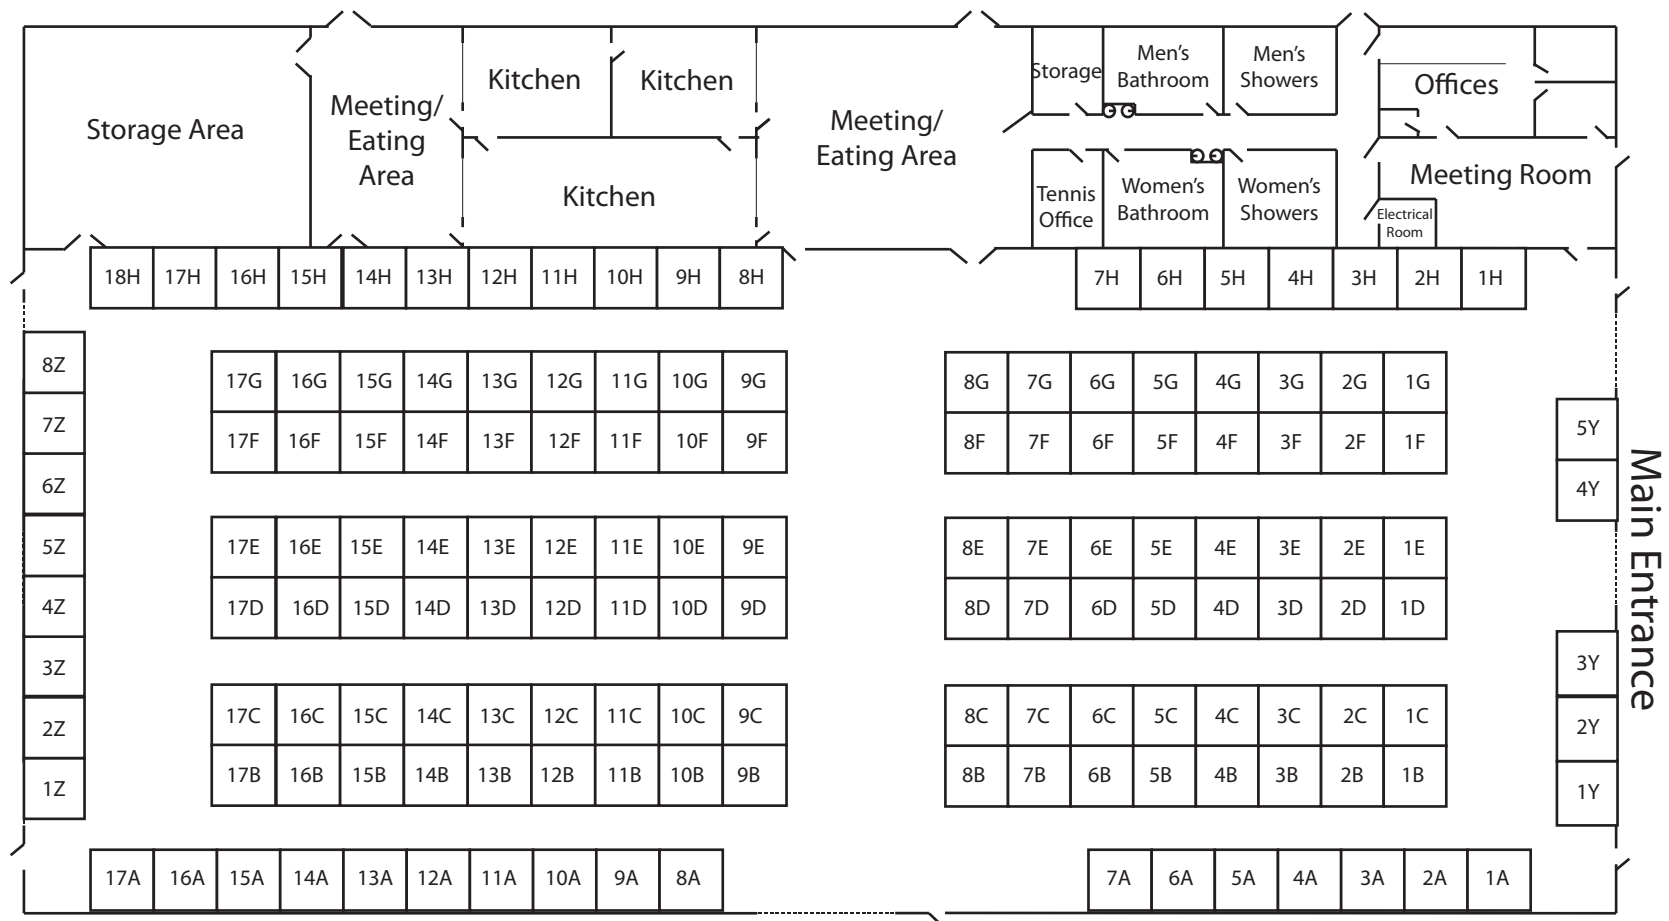 Storage Area
Meeting/
Eating
Area
Kitchen
Kitchen
Kitchen
Meeting/
Eating Area
Storage
Men's
Bathroom
Men's
Showers
Tennis
Office
Women's
Bathroom
Women's
Showers
Offices
Meeting Room
Electrical
Room
18H 17H 16H 15H 14H 13H 12H 11H 10H 9H 8H 7H 6H 5H 4H 3H 2H 1H
8Z
7Z
6Z
5Z
4Z
3Z
2Z
1Z
17G 16G 15G 14G 13G 12G 11G 10G 9G 8G 7G 6G 5G 4G 3G 2G 1G
17F 16F 15F 14F 13F 12F 11F 10F 9F 8F 7F 6F 5F 4F 3F 2F 1F
17E 16E 15E 14E 13E 12E 11E 10E 9E 8E 7E 6E 5E 4E 3E 2E 1E
17D 16D 15D 14D 13D 12D 11D 10D 9D 8D 7D 6D 5D 4D 3D 2D 1D
17C 16C 15C 14C 13C 12C 11C 10C 9C 8C 7C 6C 5C 4C 3C 2C 1C
17B 16B 15B 14B 13B 12B 11B 10B 9B 8B 7B 6B 5B 4B 3B 2B 1B
5Y
4Y
3Y
2Y
1Y
Main Entrance
17A 16A 15A 14A 13A 12A 11A 10A 9A 8A 7A 6A 5A 4A 3A 2A 1A